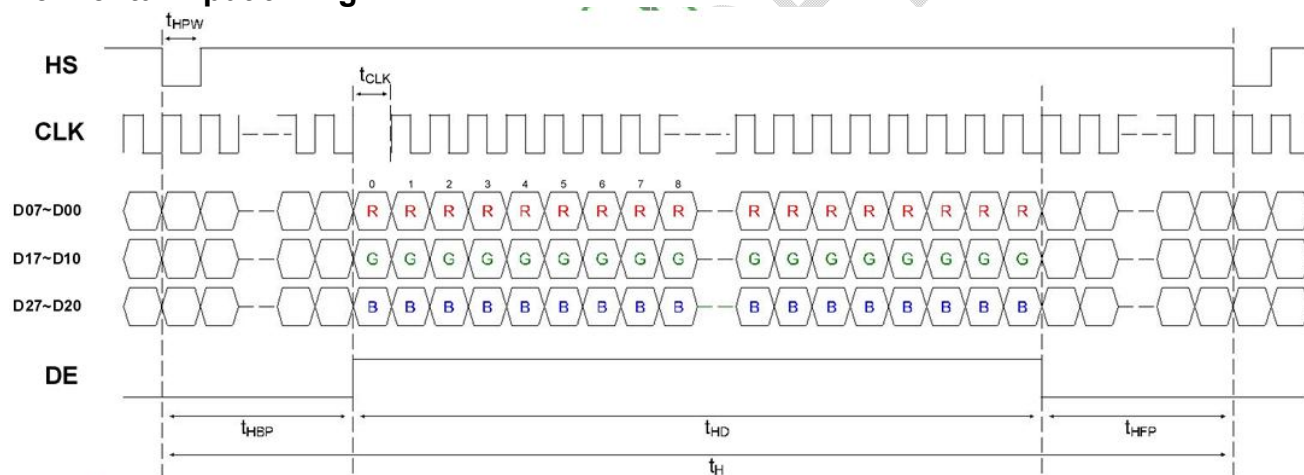 tHPW
HS
tCLK
CLK
0 1 2 3 4 5 6 7 8
D07~D00 R R R R R R R R R R R R R R R R R
D17~D10 G G G G G G G G G G G G G G G G G
D27~D20 B B B B B B B B B B B B B B B B B
DE
tHBP tHD tHFP
tH